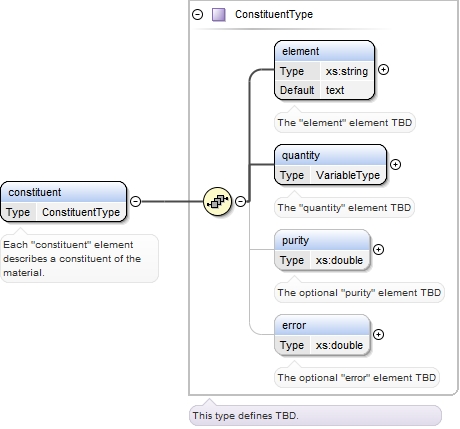 ConstituentType
element
Type xs:string
Default text
The "element" element TBD
quantity
Type VariableType
The "quantity" element TBD
constituent
Type ConstituentType
Each "constituent" element
describes a constituent of the
material.
purity
Type xs:double
The optional "purity" element TBD
error
Type xs:double
The optional "error" element TBD
This type defines TBD.